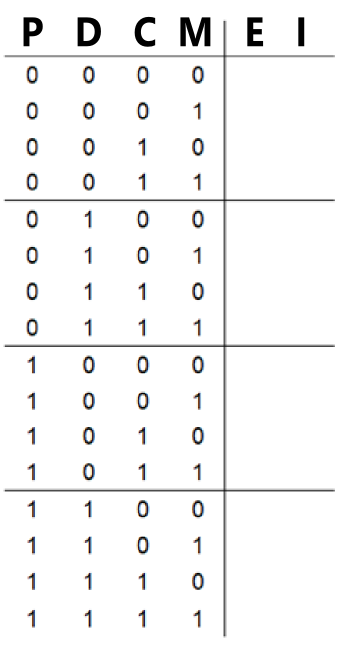 P D C M E I
0 0 0 0
0 0 0 1
0 0 1 0
0 0 1 1
0 1 0 0
0 1 0 1
0 1 1 0
0 1 1 1
1 0 0 0
1 0 0 1
1 0 1 0
1 0 1 1
1 1 0 0
1 1 0 1
1 1 1 0
1 1 1 1